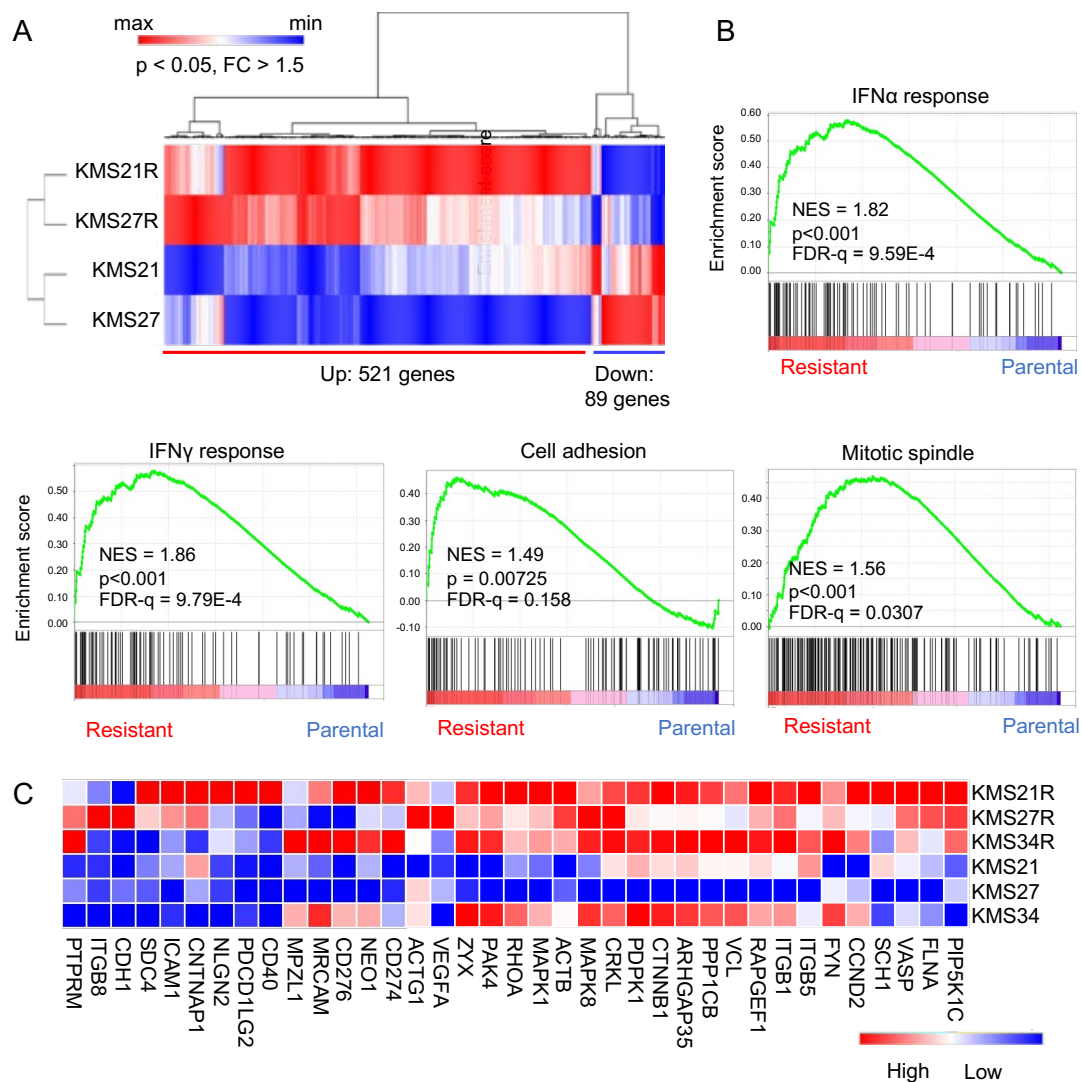 A
max
min
p < 0.05, FC > 1.5
KMS21R
KMS27R
KMS21
KMS27
Enrichment score
Up: 521 genes
Down:
89 genes
B
IFNα response
Enrichment score
0.60
0.50
0.40
0.30
0.20
0.10
0.00
NES = 1.82
p<0.001
FDR-q = 9.59E-4
Resistant
Parental
IFNγ response
Enrichment score
0.50
0.40
0.30
0.20
0.10
0.00
NES = 1.86
p<0.001
FDR-q = 9.79E-4
Resistant
Parental
Cell adhesion
0.40
0.30
0.20
0.10
0.00
-0.10
NES = 1.49
p = 0.00725
FDR-q = 0.158
Resistant
Parental
Mitotic spindle
0.40
0.30
0.20
0.10
0.00
NES = 1.56
p<0.001
FDR-q = 0.0307
Resistant
Parental
C
KMS21R
KMS27R
KMS34R
KMS21
KMS27
KMS34
PTPRM
ITGB8
CDH1
SDC4
ICAM1
CNTNAP1
NLGN2
PDCD1LG2
CD40
MPZL1
MRCAM
CD276
NEO1
CD274
ACTG1
VEGFA
ZYX
PAK4
RHOA
MAPK1
ACTB
MAPK8
CRKL
PDPK1
CTNNB1
ARHGAP35
PPP1CB
VCL
RAPGEF1
ITGB1
ITGB5
FYN
CCND2
SCH1
VASP
FLNA
PIP5K1C
High
Low